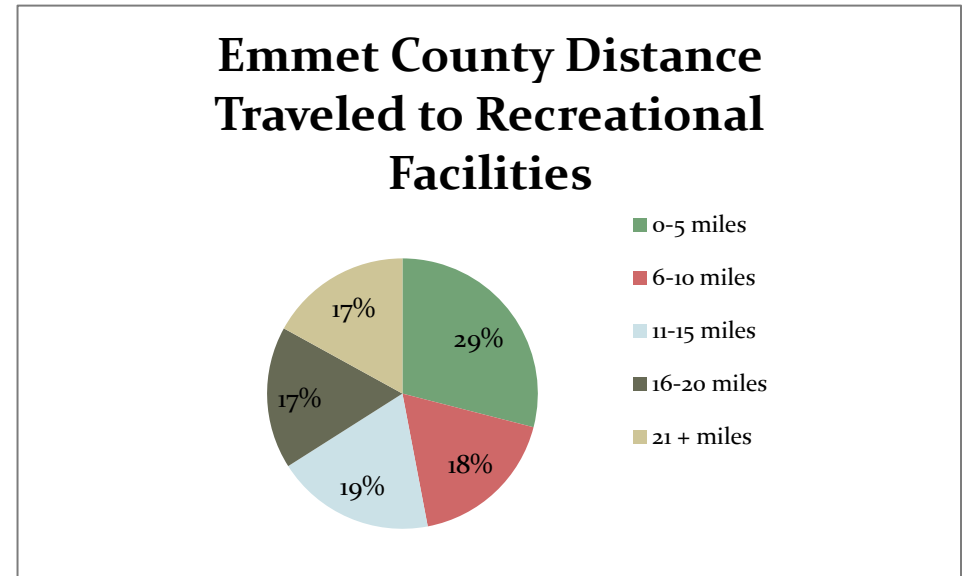 Emmet County Distance
Traveled to Recreational
Facilities
0-5 miles
6-10 miles
11-15 miles
16-20 miles
21 + miles
29%
18%
19%
17%
17%